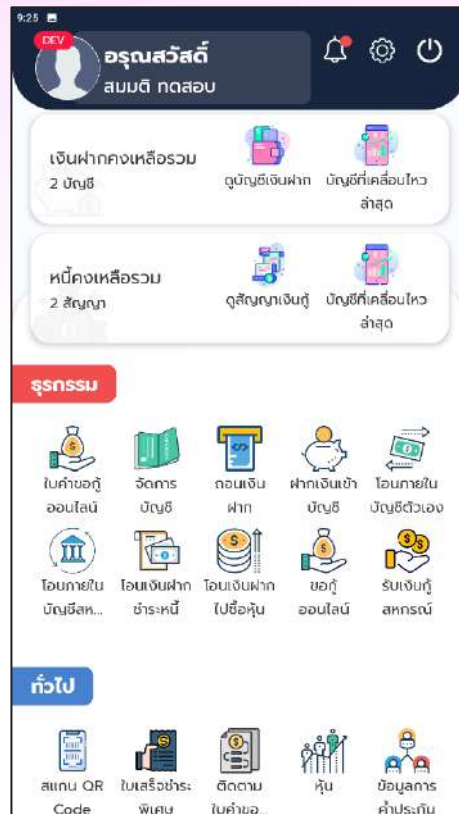 9:25
DEV
อรุณสวัสดิ์
สมมติ ทดสอบ
เงินฝากคงเหลือรวม
2 บัญชี
ดูบัญชีเงินฝาก
บัญชีที่เคลื่อนไหว
ล่าสุด
หนี้คงเหลือรวม
2 สัญญา
ดูสัญญาเงินกู้
บัญชีที่เคลื่อนไหว
ล่าสุด
ธุรกรรม
ใบคำขอกู้
ออนไลน์
จัดการ
บัญชี
ถอนเงิน
ฝาก
ฝากเงินเข้า
บัญชี
โอนภายใน
บัญชีตัวเอง
โอนภายใน
บัญชีสห...
โอนเงินฝาก
ชำระหนี้
โอนเงินฝาก
ไปซื้อหุ้น
ขอกู้
ออนไลน์
รับเงินกู้
สหกรณ์
ทั่วไป
สแกน QR
Code
ใบเสร็จชำระ
พิเศษ
ติดตาม
ใบคำขอ...
หุ้น
ข้อมูลการ
ค้ำประกัน